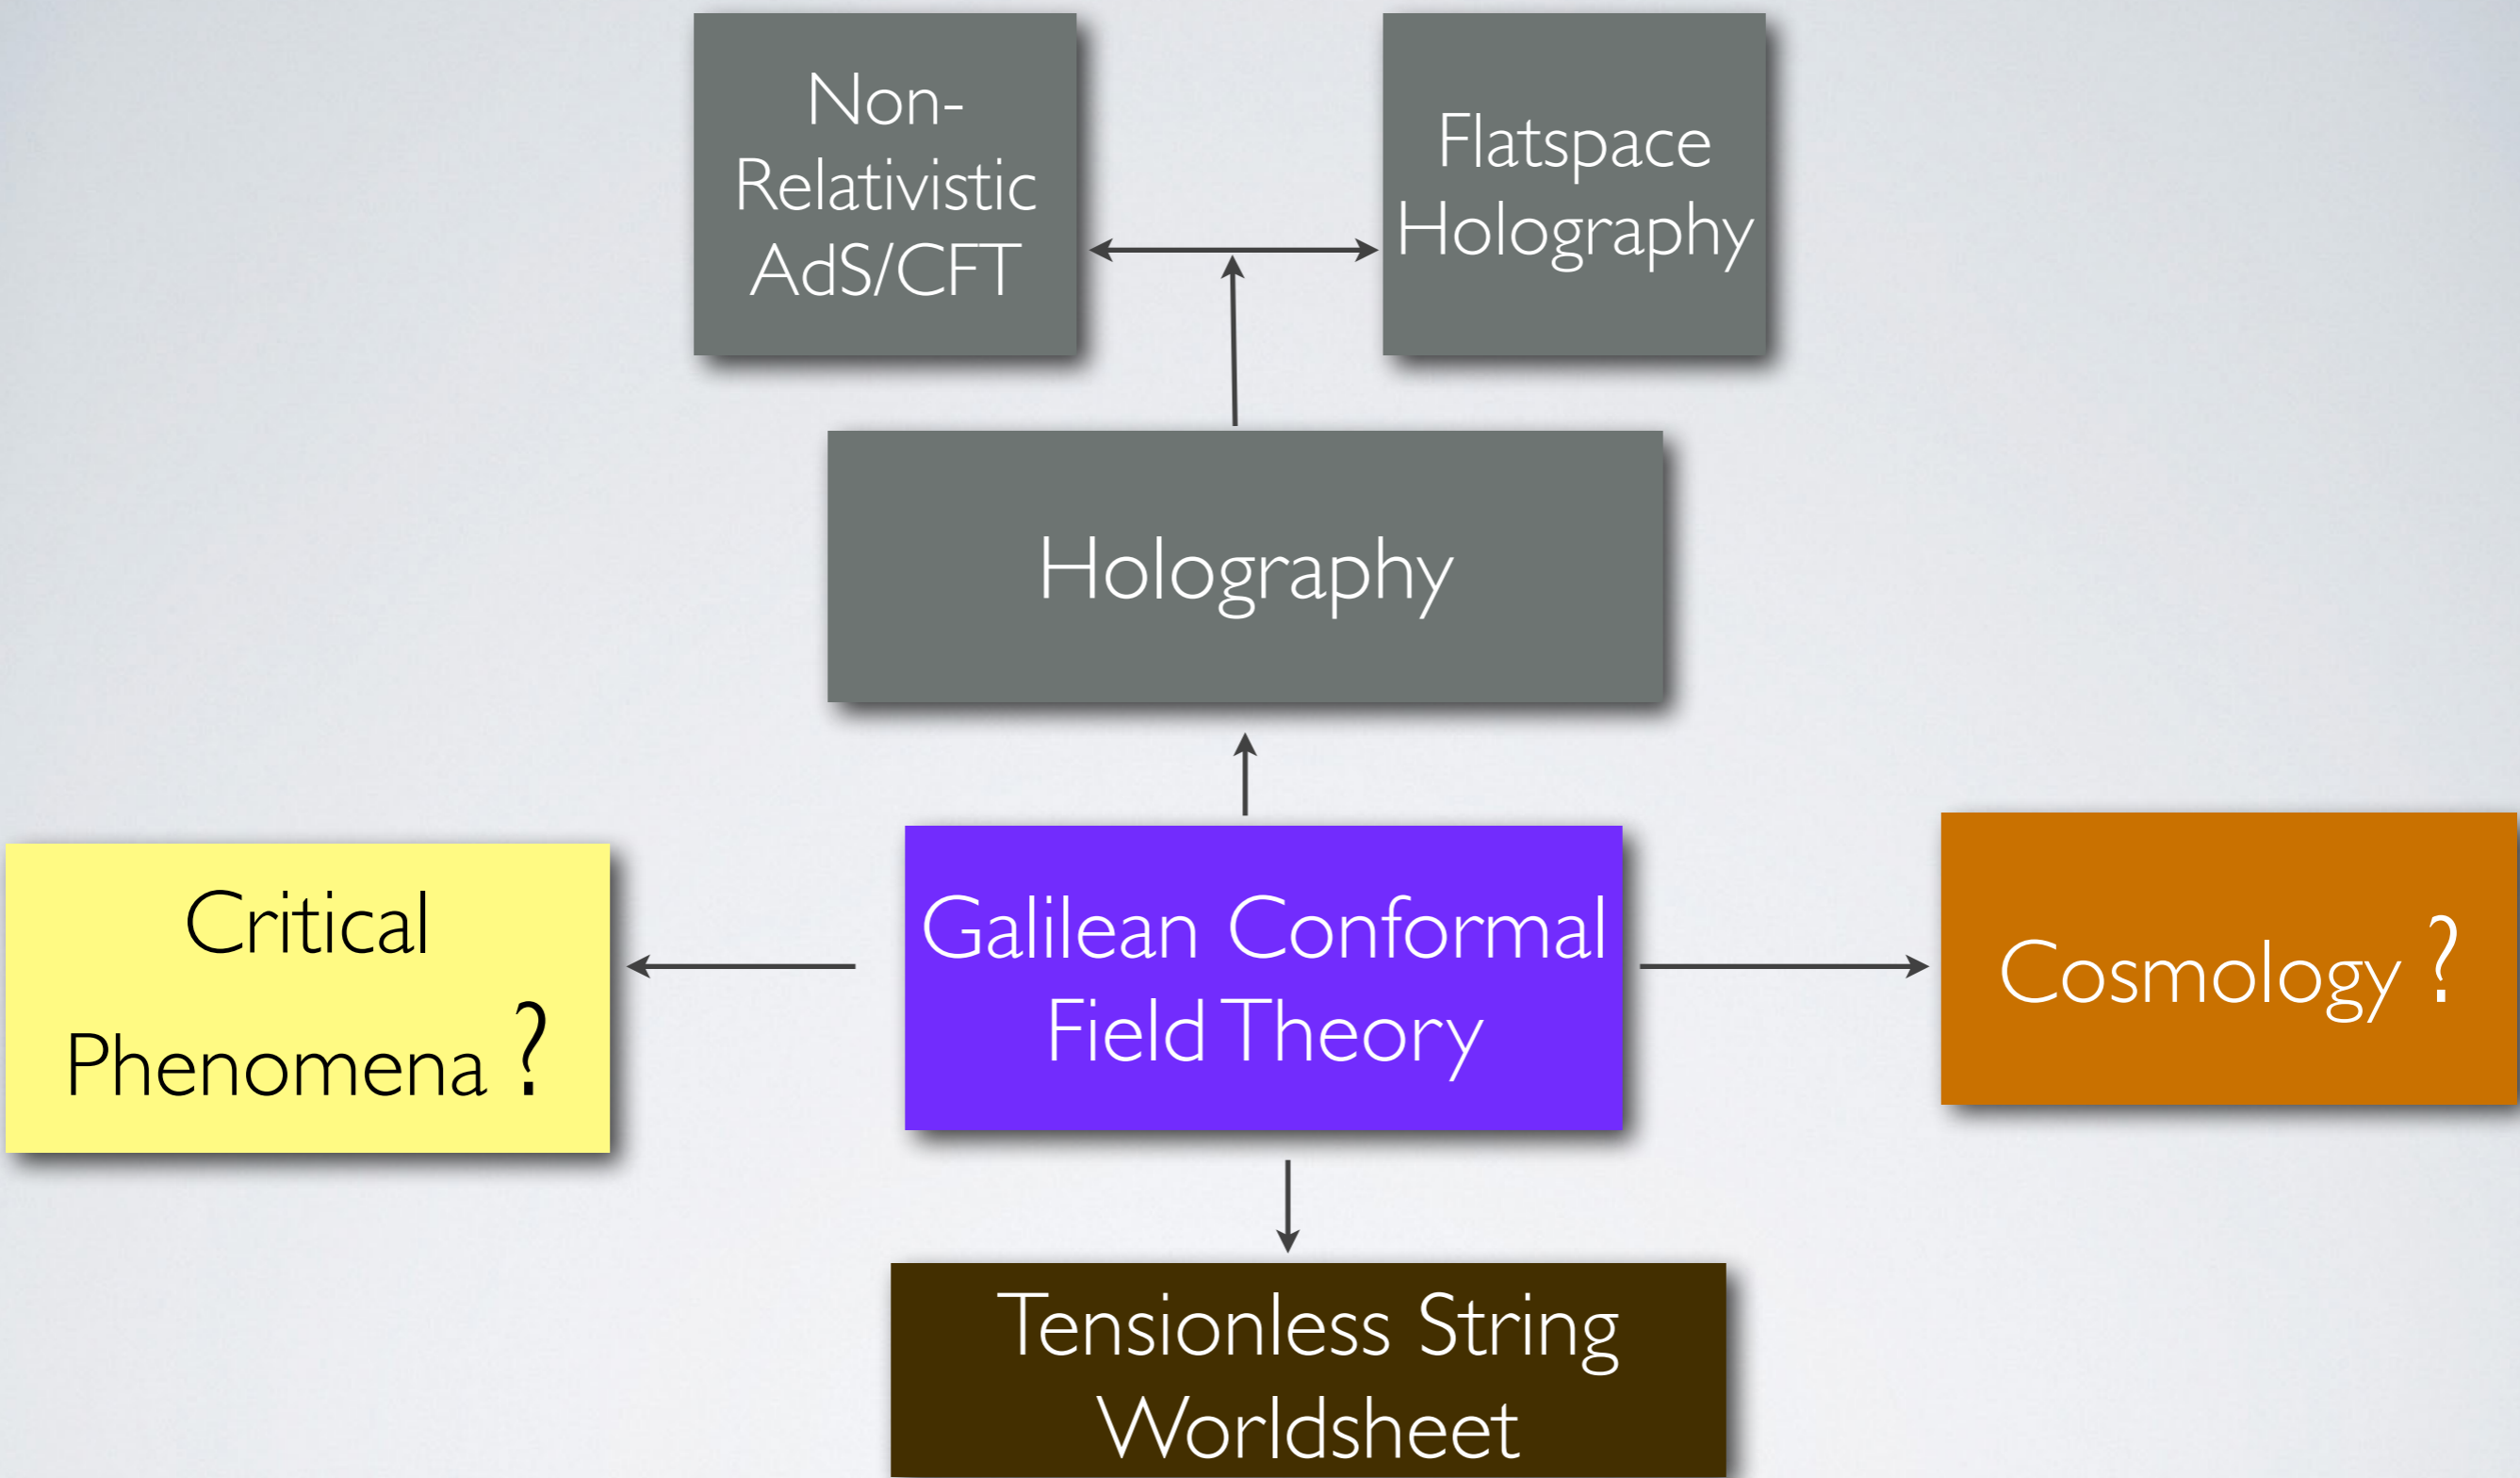 Non-
Relativistic
AdS/CFT
Flatspace
Holography
Holography
Critical
Phenomena ?
Galilean Conformal
Field Theory
Cosmology ?
Tensionless String
Worldsheet